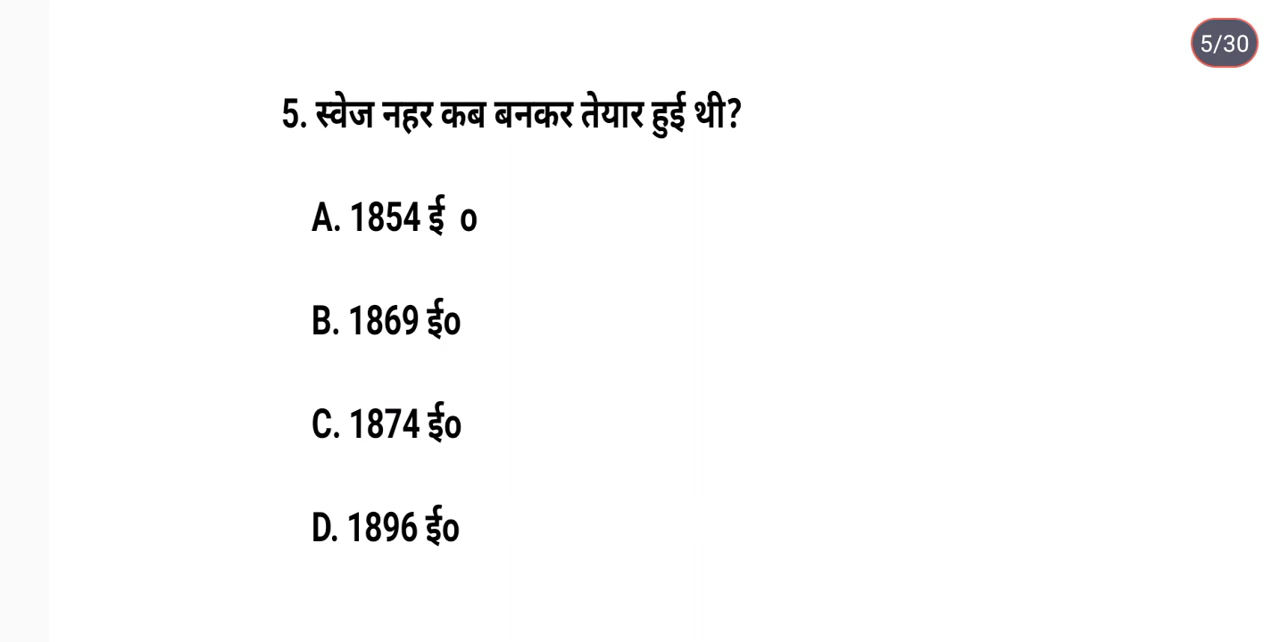 5/30
5. स्वेज नहर कब बनकर तेयार हुई थी?
A. 1854 ई o
B. 1869 ईo
C. 1874 ईo
D. 1896 ईo